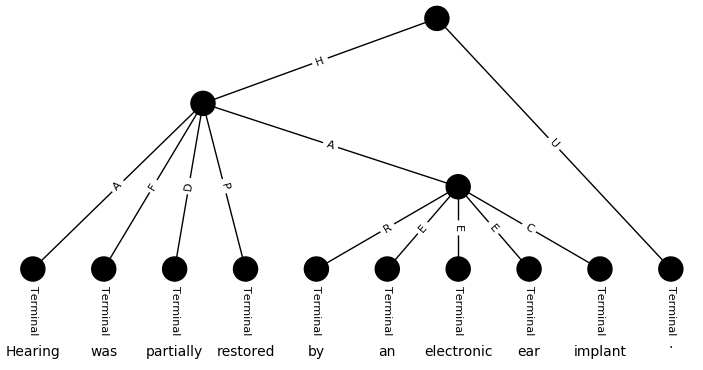 H
A
U
A F D P
R E E E C
Terminal Terminal Terminal Terminal Terminal Terminal Terminal Terminal Terminal Terminal
Hearing was partially restored by an electronic ear implant .